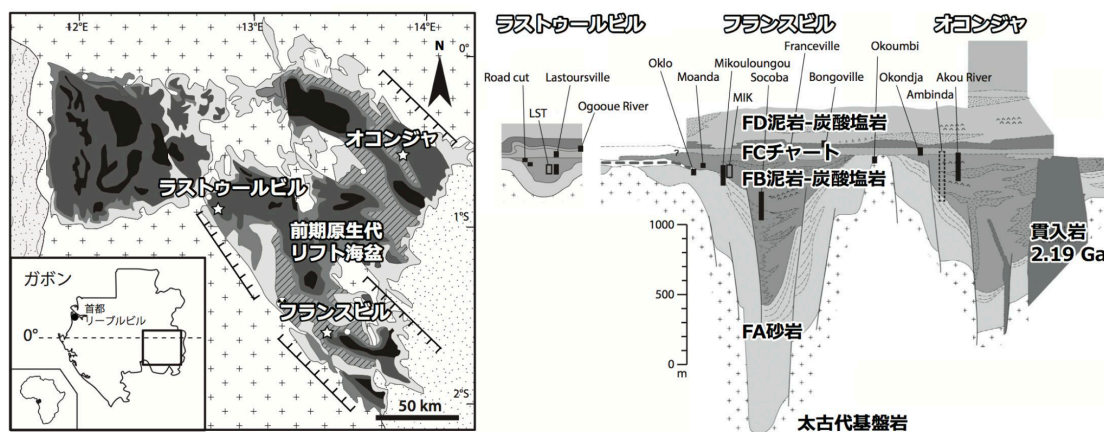 12°E
13°E
14°E
0°
N
オコンジャ
ラストゥールビル
1°S
前期原生代
リフト海盆
フランスビル
2°S
50 km
ガボン
首都
リーブルビル
0°
ラストゥールビル
フランスビル
オコンジャ
Road cut
Lastoursville
LST
Ogooue River
Oklo
Moanda
Mikouloungou
MIK
Socoba
Franceville
Bongoville
Okoumbi
Okondja
Ambinda
Akou River
?
FD泥岩-炭酸塩岩
FCチャート
FB泥岩-炭酸塩岩
貫入岩
2.19 Ga
FA砂岩
太古代基盤岩
1000
500
0
m